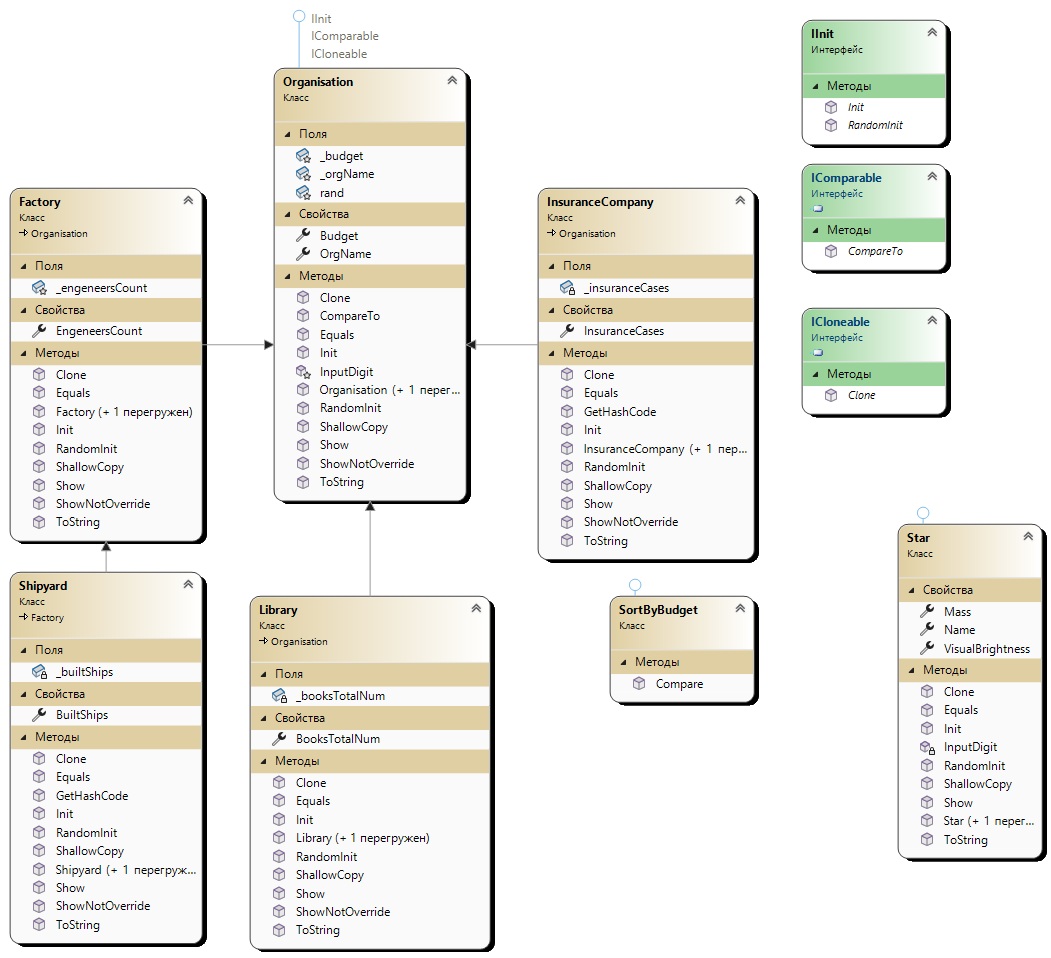 IInit
IComparable
ICloneable
Organisation
Класс
Поля
_budget
_orgName
rand
Свойства
Budget
OrgName
Методы
Clone
CompareTo
Equals
Init
InputDigit
Organisation (+ 1 перег...
RandomInit
ShallowCopy
Show
ShowNotOverride
ToString
Factory
Класс
Organisation
Поля
_engeneersCount
Свойства
EngeneersCount
Методы
Clone
Equals
Factory (+ 1 перегружен)
Init
RandomInit
ShallowCopy
Show
ShowNotOverride
ToString
InsuranceCompany
Класс
Organisation
Поля
_insuranceCases
Свойства
InsuranceCases
Методы
Clone
Equals
GetHashCode
Init
InsuranceCompany (+ 1 пер...
RandomInit
ShallowCopy
Show
ShowNotOverride
ToString
IInit
Интерфейс
Методы
Init
RandomInit
IComparable
Интерфейс
Методы
CompareTo
ICloneable
Интерфейс
Методы
Clone
Shipyard
Класс
Factory
Поля
_builtShips
Свойства
BuiltShips
Методы
Clone
Equals
GetHashCode
Init
RandomInit
ShallowCopy
Shipyard (+ 1 перегруж...
Show
ShowNotOverride
ToString
Library
Класс
Organisation
Поля
_booksTotalNum
Свойства
BooksTotalNum
Методы
Clone
Equals
Init
Library (+ 1 перегружен)
RandomInit
ShallowCopy
Show
ShowNotOverride
ToString
SortByBudget
Класс
Методы
Compare
Star
Класс
Свойства
Mass
Name
VisualBrightness
Методы
Clone
Equals
Init
InputDigit
RandomInit
ShallowCopy
Show
Star (+ 1 перег...
ToString